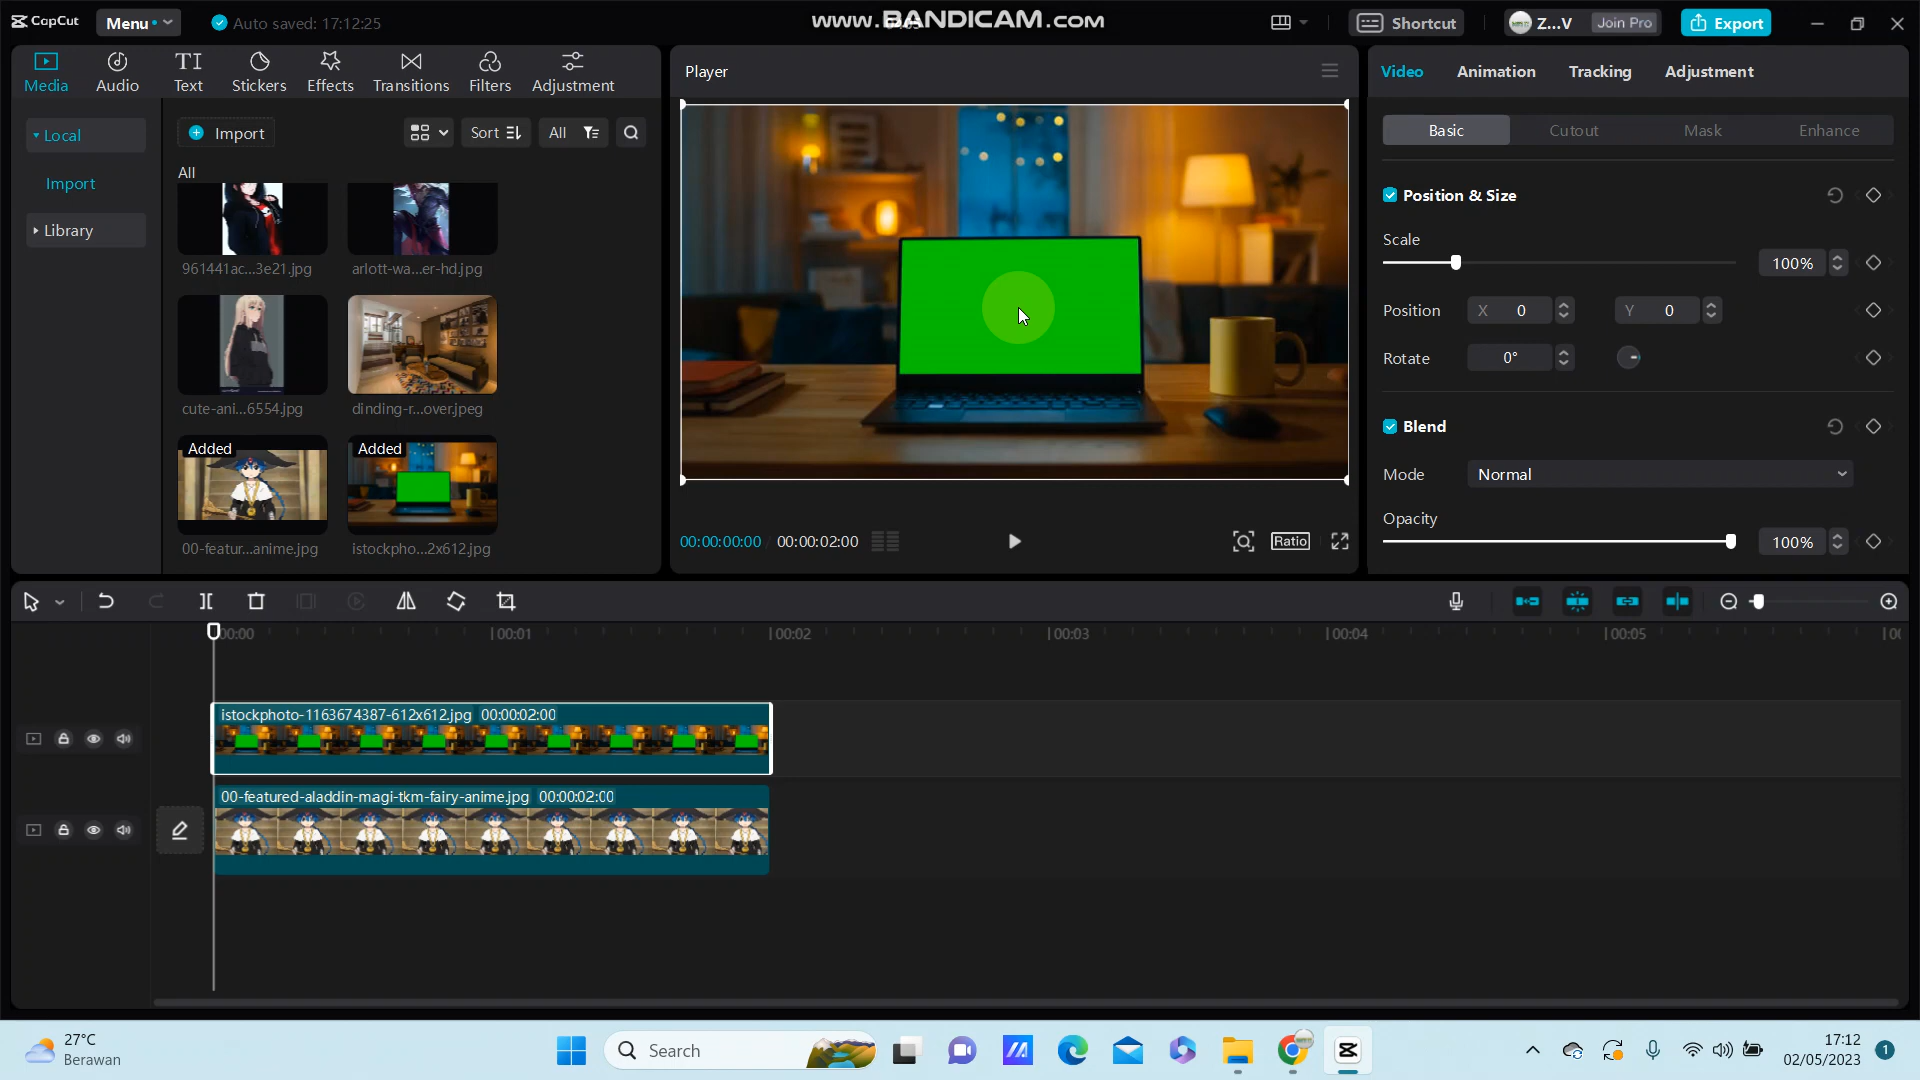 CapCut
Menu
Auto saved: 17:12:25
www.BANDICAM.com
Shortcut
Z...V
Join Pro
Export
Media
Audio
Text
Stickers
Effects
Transitions
Filters
Adjustment
Local
Import
Library
Import
Sort
All
All
961441ac...3e21.jpg
arlott-wa...er-hd.jpg
cute-ani...6554.jpg
dinding-r...over.jpeg
Added
Added
00-featur...anime.jpg
istockpho...2x612.jpg
Player
00:00:00:00
00:00:02:00
Ratio
Video
Animation
Tracking
Adjustment
Basic
Cutout
Mask
Enhance
Position & Size
Scale
100%
Position
X 0
Y 0
Rotate
0°
Blend
Mode
Normal
Opacity
100%
00:00
00:01
00:02
00:03
00:04
00:05
istockphoto-1163674387-612x612.jpg 00:00:02:00
00-featured-aladdin-magi-tkm-fairy-anime.jpg 00:00:02:00
27°C
Berawan
Search
17:12
02/05/2023
1